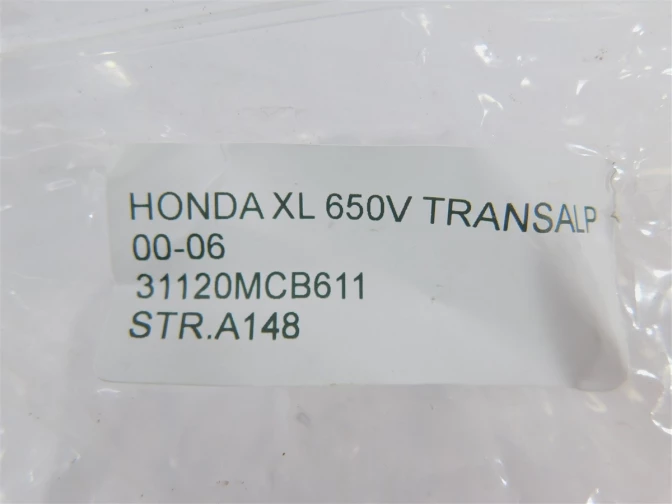 HONDA XL 650V TRANSALP
00-06
31120MCB611
STR.A148